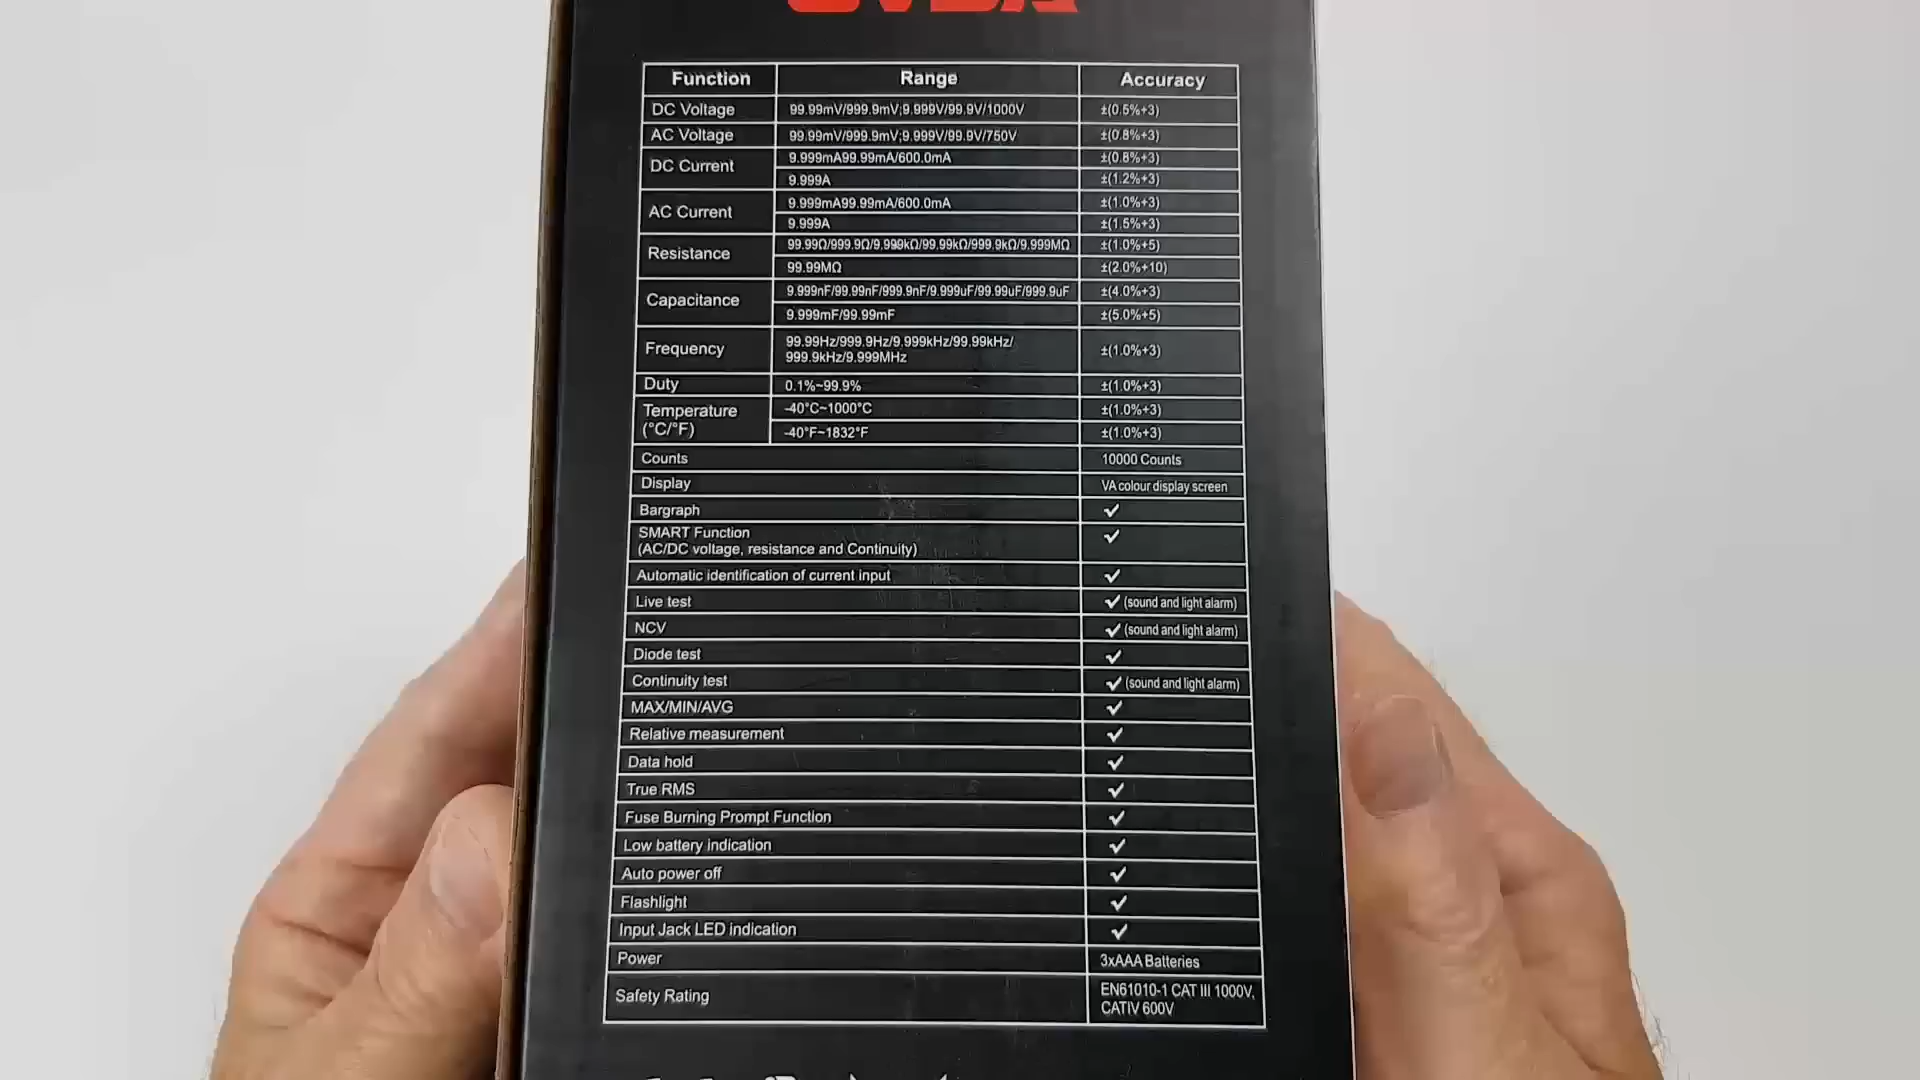 Function Range Accuracy
DC Voltage 99.99mV/999.9mV;9.999V/99.9V/1000V ±(0.5%+3)
AC Voltage 99.99mV/999.9mV;9.999V/99.9V/750V ±(0.8%+3)
DC Current 9.999mA99.99mA/600.0mA ±(0.8%+3)
9.999A ±(1.2%+3)
AC Current 9.999mA99.99mA/600.0mA ±(1.0%+3)
9.999A ±(1.5%+3)
Resistance 99.99Ω/999.9Ω/9.999kΩ/99.99kΩ/999.9kΩ/9.999MΩ ±(1.0%+5)
99.99MΩ ±(2.0%+10)
Capacitance 9.999nF/99.99nF/999.9nF/9.999uF/99.99uF/999.9uF ±(4.0%+3)
9.999mF/99.99mF ±(5.0%+5)
Frequency 99.99Hz/999.9Hz/9.999kHz/99.99kHz/
999.9kHz/9.999MHz ±(1.0%+3)
Duty 0.1%~99.9% ±(1.0%+3)
Temperature
(°C/°F) -40°C~1000°C ±(1.0%+3)
-40°F~1832°F ±(1.0%+3)
Counts 10000 Counts
Display VA colour display screen
Bargraph ✓
SMART Function
(AC/DC voltage, resistance and Continuity) ✓
Automatic identification of current input ✓
Live test ✓ (sound and light alarm)
NCV ✓ (sound and light alarm)
Diode test ✓
Continuity test ✓ (sound and light alarm)
MAX/MIN/AVG ✓
Relative measurement ✓
Data hold ✓
True RMS ✓
Fuse Burning Prompt Function ✓
Low battery indication ✓
Auto power off ✓
Flashlight ✓
Input Jack LED indication ✓
Power 3xAAA Batteries
Safety Rating EN61010-1 CAT III 1000V,
CATIV 600V